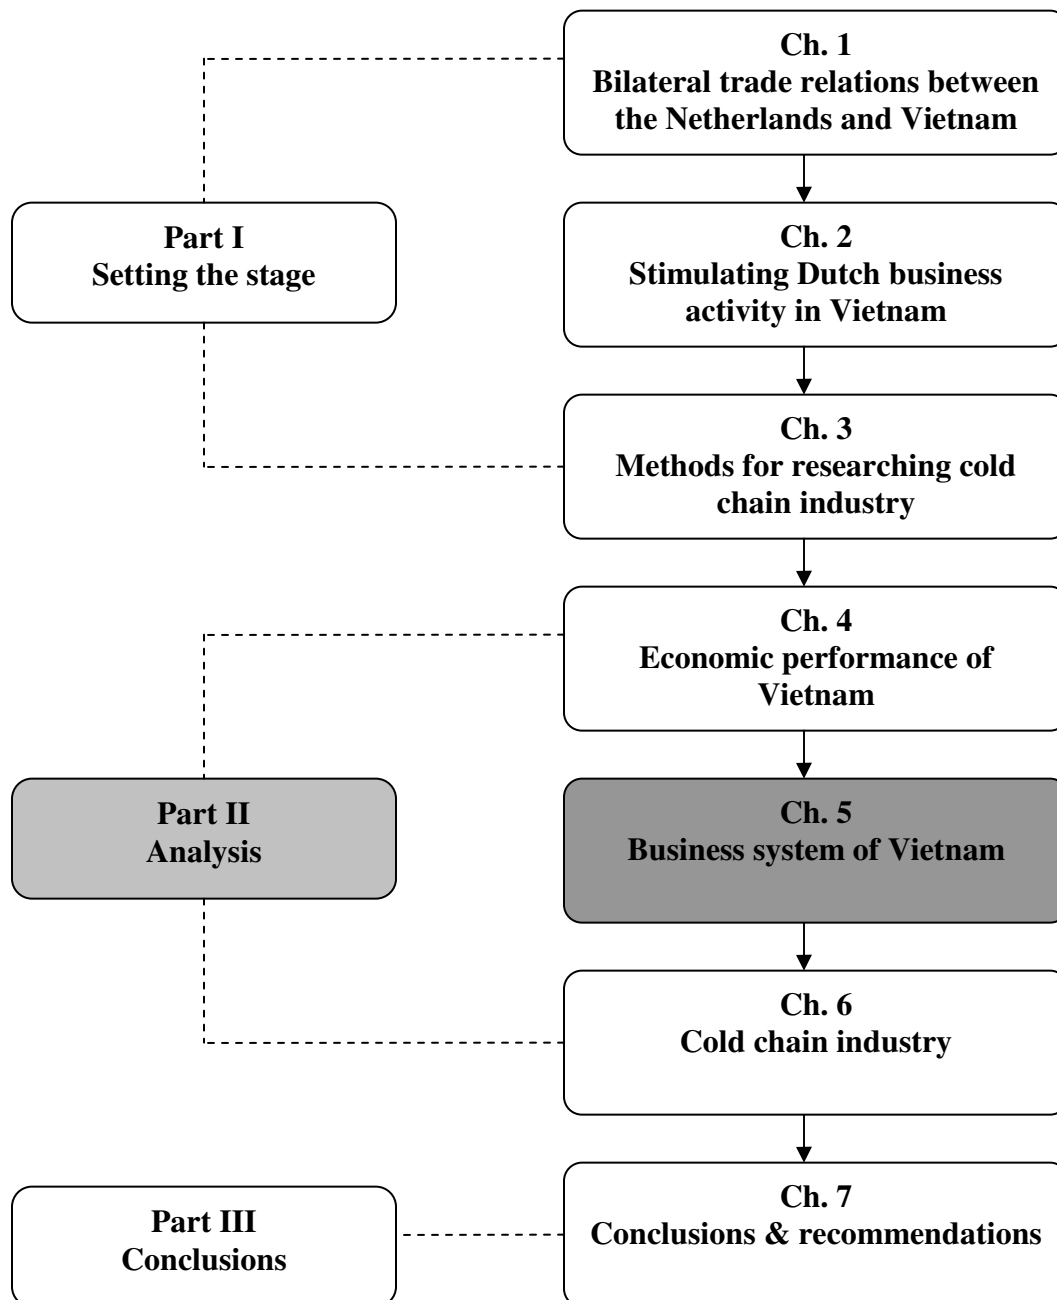 Ch. 1
Bilateral trade relations between
the Netherlands and Vietnam
Part I
Setting the stage
Ch. 2
Stimulating Dutch business
activity in Vietnam
Ch. 3
Methods for researching cold
chain industry
Ch. 4
Economic performance of
Vietnam
Part II
Analysis
Ch. 5
Business system of Vietnam
Ch. 6
Cold chain industry
Part III
Conclusions
Ch. 7
Conclusions & recommendations